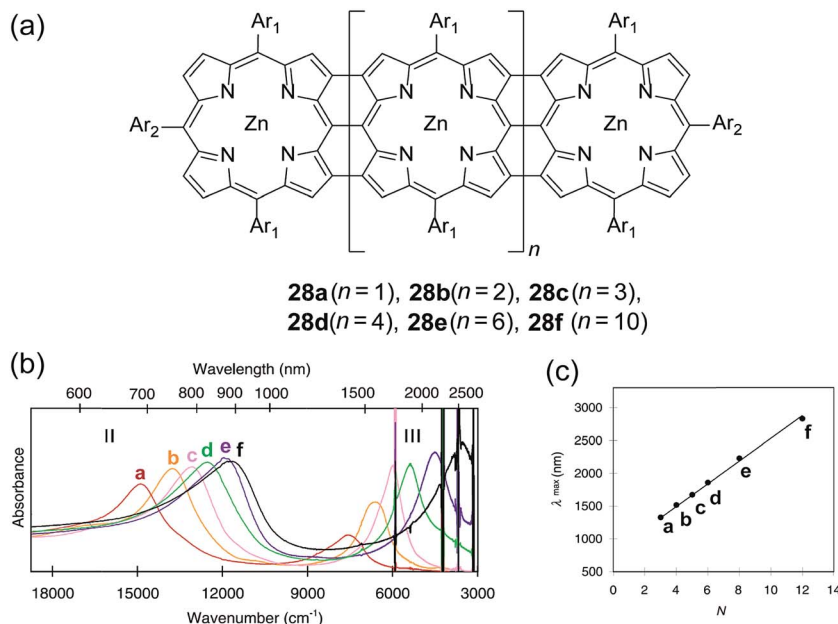 (a)
Ar1 Ar1 Ar1
N N N N N N
Ar2 Zn Zn Zn Ar2
N N N N N N
Ar1 Ar1 Ar1
n
28a (n = 1), 28b (n = 2), 28c (n = 3),
28d (n = 4), 28e (n = 6), 28f (n = 10)
(b)
Wavelength (nm)
600 700 800 900 1000 1500 2000 2500
II III
a b c d e f
Absorbance
18000 15000 12000 9000 6000 3000
Wavenumber (cm-1)
(c)
3000
2500
2000
1500
1000
500
λ max (nm)
a b c d e f
0 2 4 6 8 10 12 14
N